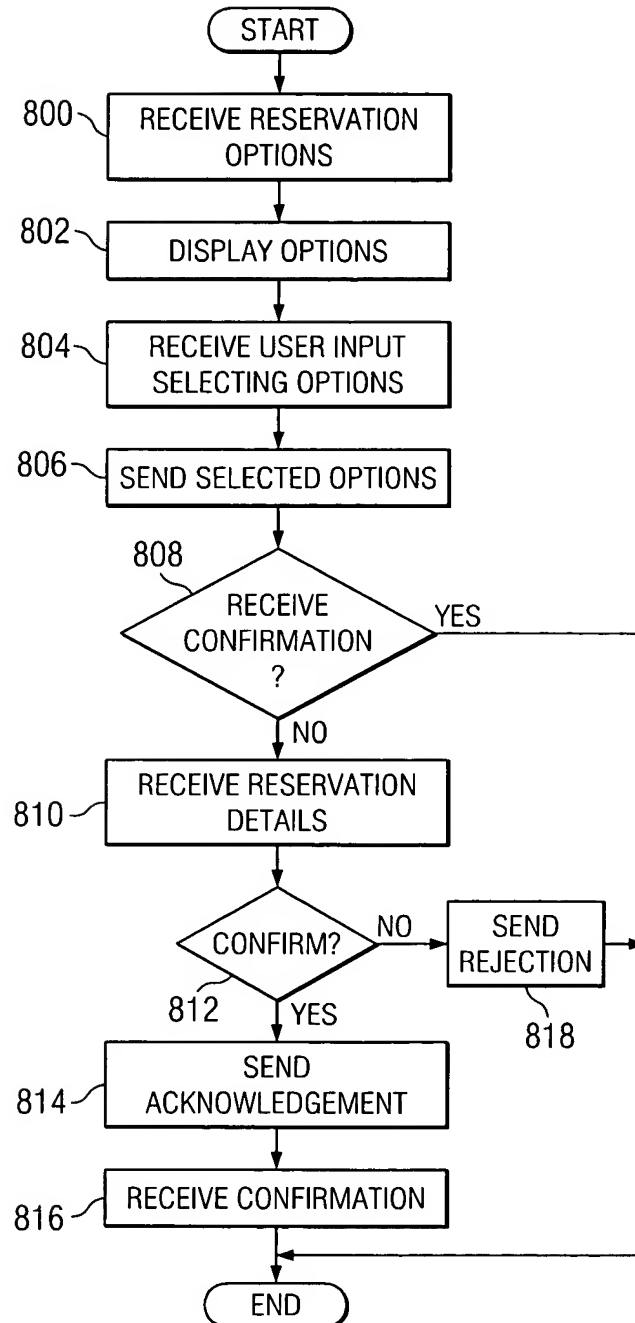 START
800
RECEIVE RESERVATION
OPTIONS
802
DISPLAY OPTIONS
804
RECEIVE USER INPUT
SELECTING OPTIONS
806
SEND SELECTED OPTIONS
808
RECEIVE
CONFIRMATION
?
YES
NO
810
RECEIVE RESERVATION
DETAILS
CONFIRM?
812
NO
SEND
REJECTION
818
YES
814
SEND
ACKNOWLEDGEMENT
816
RECEIVE CONFIRMATION
END